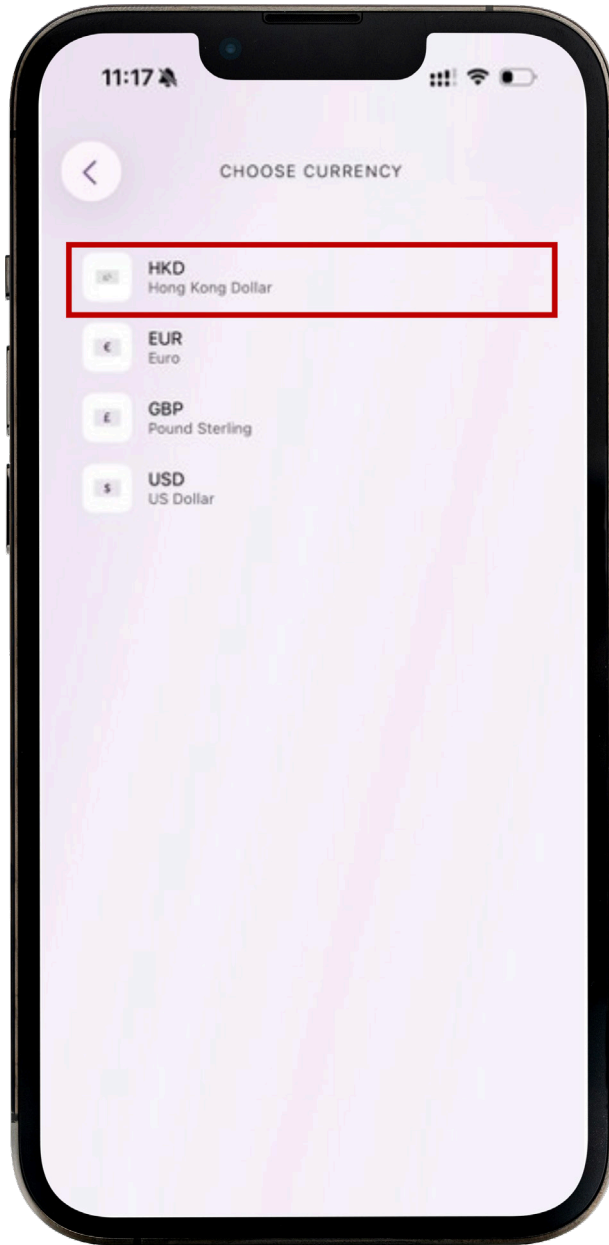 11:17
CHOOSE CURRENCY
HKD
Hong Kong Dollar
€
EUR
Euro
£
GBP
Pound Sterling
$
USD
US Dollar